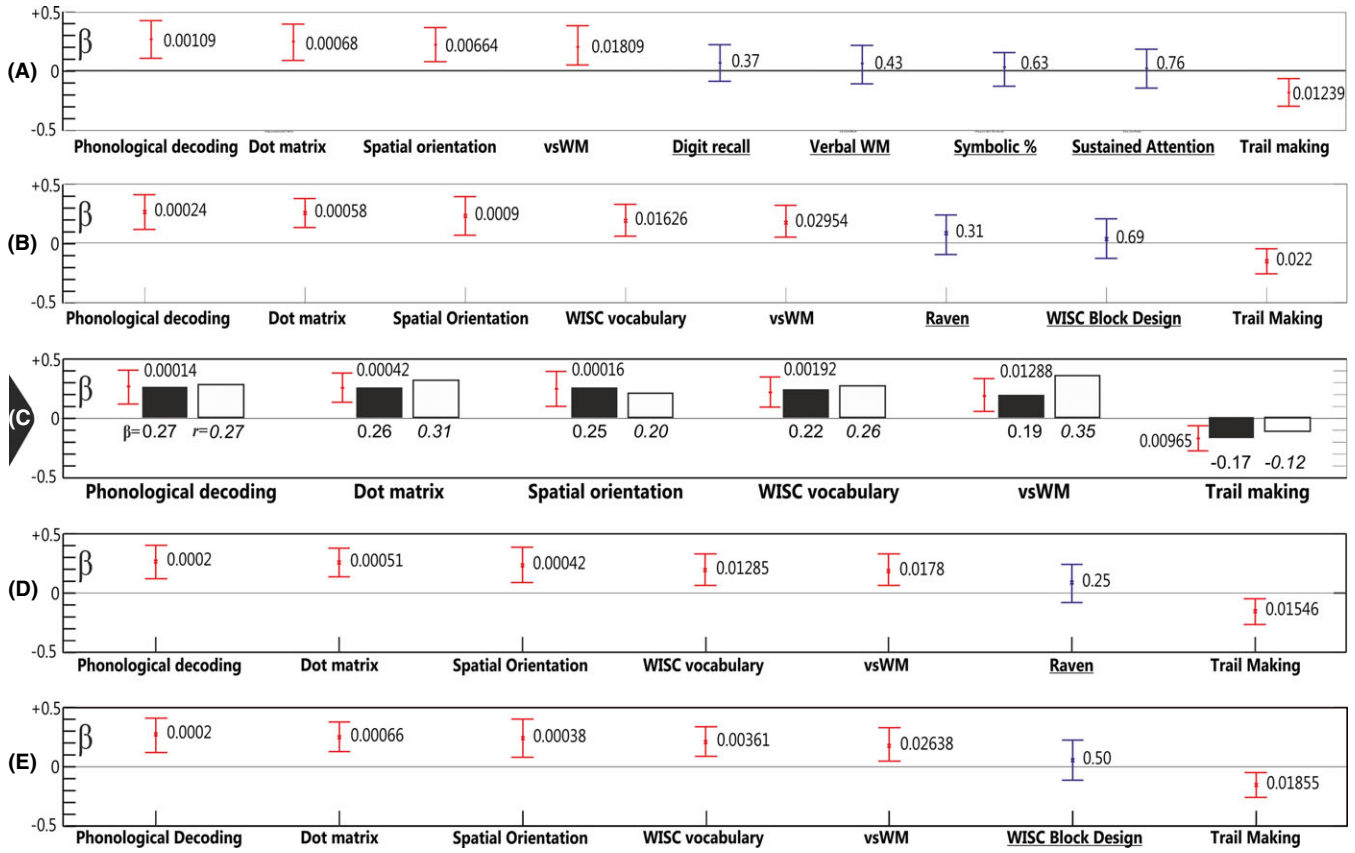 +0.5
β
0.00109 0.00068 0.00664 0.01809 0.37 0.43 0.63 0.76 0.01239
(A) 0
-0.5
Phonological decoding Dot matrix Spatial orientation vsWM Digit recall Verbal WM Symbolic % Sustained Attention Trail making
+0.5
β
0.00024 0.00058 0.0009 0.01626 0.02954 0.31 0.69 0.022
(B) 0
-0.5
Phonological decoding Dot matrix Spatial Orientation WISC vocabulary vsWM Raven WISC Block Design Trail Making
+0.5
β
0.00014 0.00042 0.00016 0.00192 0.01288 0.00965
(C 0
β=0.27 r=0.27 0.26 0.31 0.25 0.20 0.22 0.26 0.19 0.35 -0.17 -0.12
-0.5
Phonological decoding Dot matrix Spatial orientation WISC vocabulary vsWM Trail making
+0.5
β
0.0002 0.00051 0.00042 0.01285 0.0178 0.25 0.01546
(D) 0
-0.5
Phonological decoding Dot matrix Spatial Orientation WISC vocabulary vsWM Raven Trail Making
+0.5
β
0.0002 0.00066 0.00038 0.00361 0.02638 0.50 0.01855
(E) 0
-0.5
Phonological Decoding Dot matrix Spatial Orientation WISC vocabulary vsWM WISC Block Design Trail Making